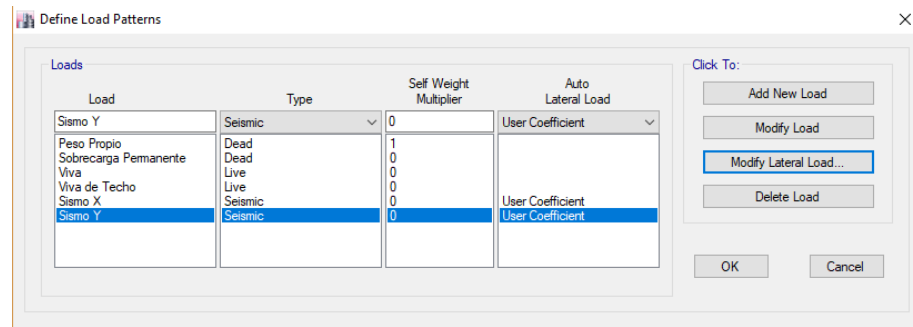 Define Load Patterns
Loads
Click To:
Load
Type
Self Weight
Multiplier
Auto
Lateral Load
Sismo Y Seismic 0 User Coefficient
Peso Propio Dead 1
Sobrecarga Permanente Dead 0
Viva Live 0
Viva de Techo Live 0
Sismo X Seismic 0 User Coefficient
Sismo Y Seismic 0 User Coefficient
Add New Load
Modify Load
Modify Lateral Load...
Delete Load
OK Cancel